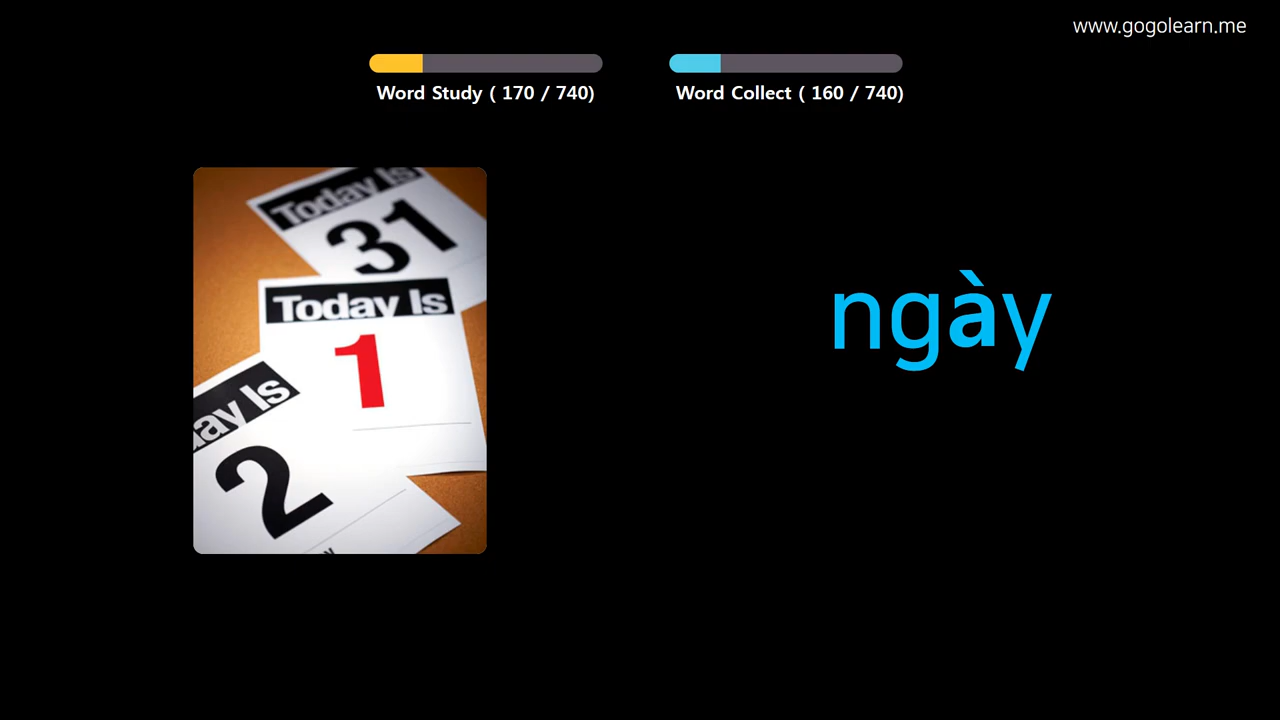 www.gogolearn.me
Word Study ( 170 / 740)
Word Collect ( 160 / 740)
Today Is
31
Today Is
1
ay Is
2
ngày